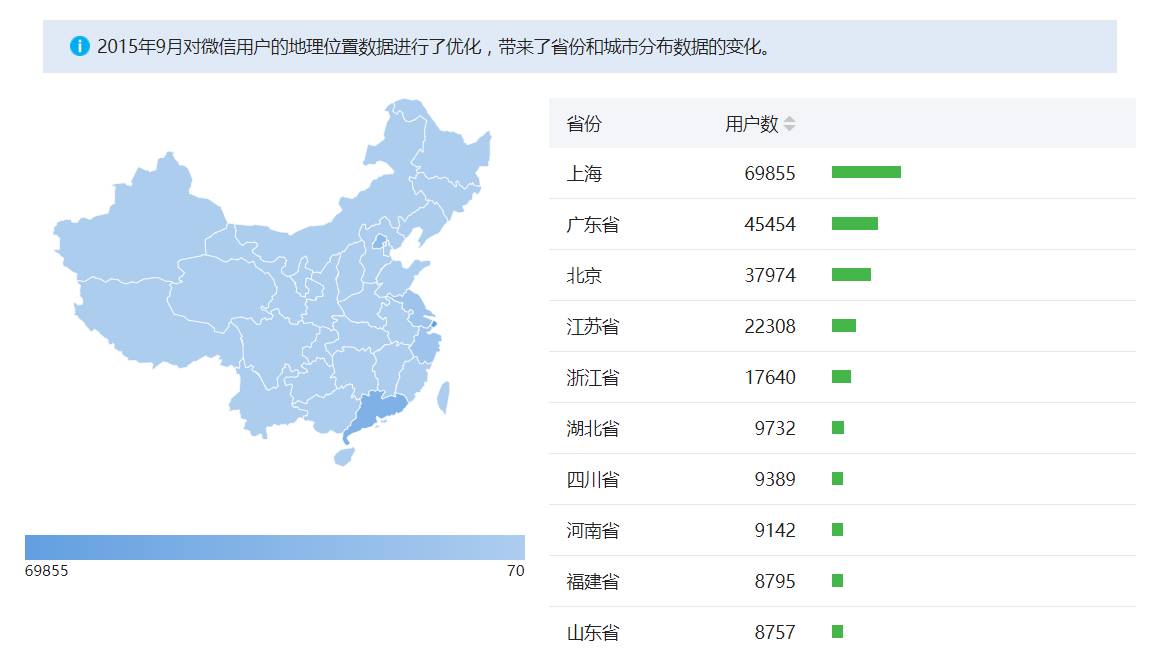 2015年9月对微信用户的地理位置数据进行了优化，带来了省份和城市分布数据的变化。
省份 用户数
上海 69855
广东省 45454
北京 37974
江苏省 22308
浙江省 17640
湖北省 9732
四川省 9389
河南省 9142
福建省 8795
山东省 8757
69855 70